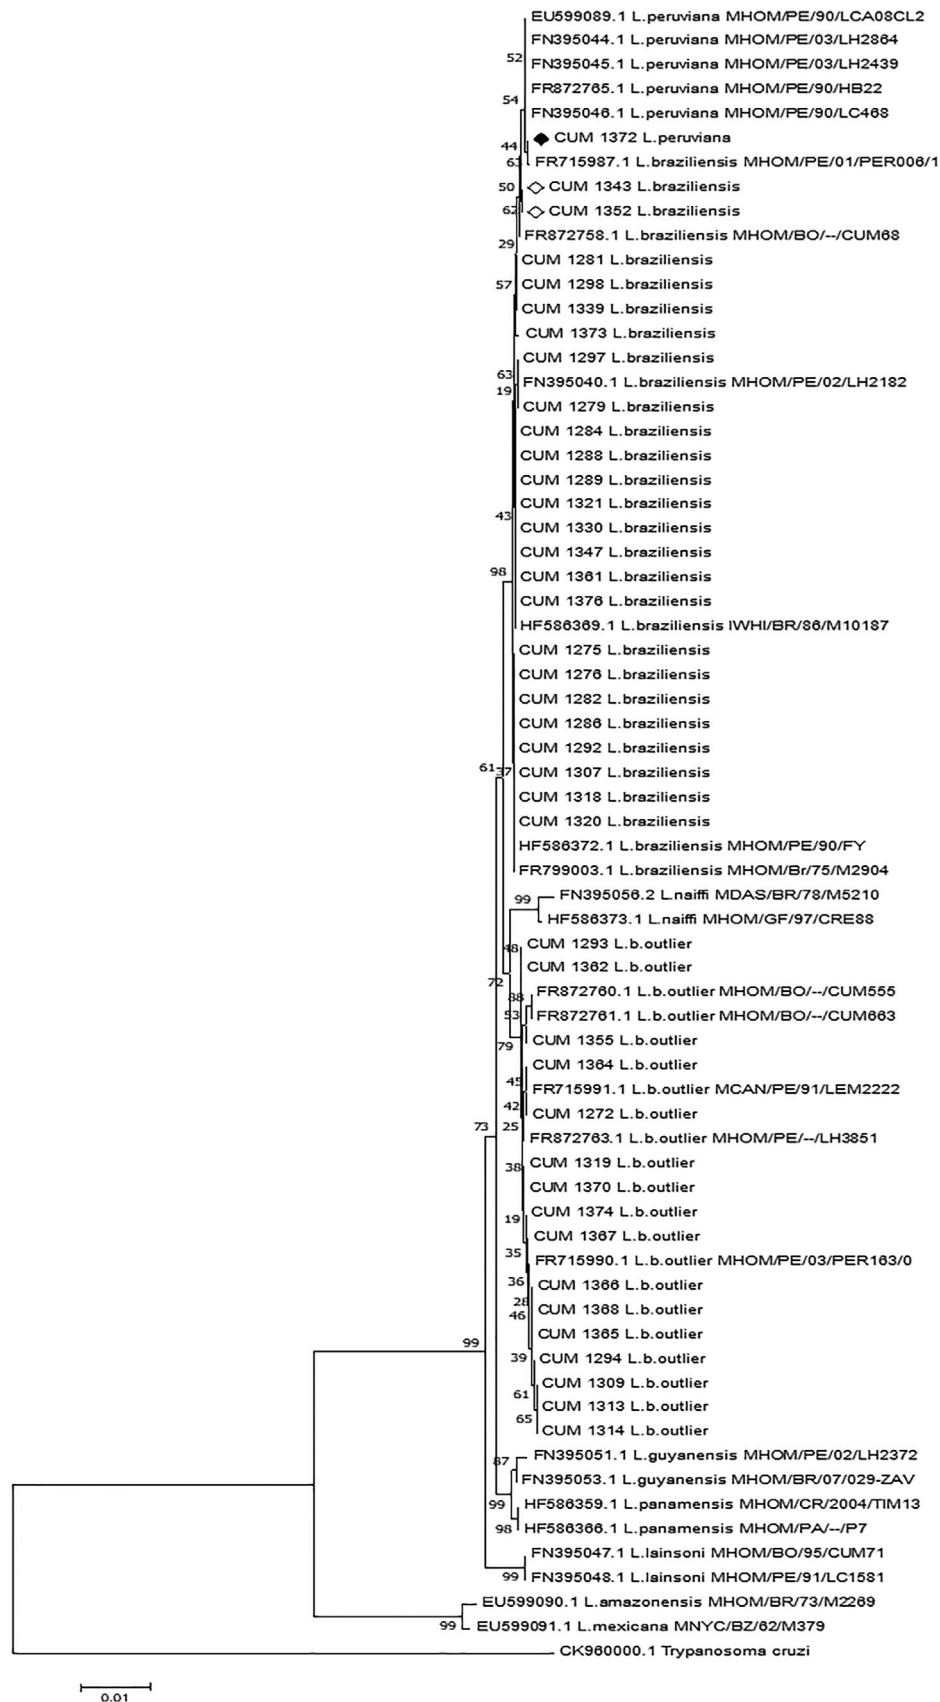 EU599089.1 L.peruviana MHOM/PE/90/LCA08CL2
FN395044.1 L.peruviana MHOM/PE/03/LH2864
FN395045.1 L.peruviana MHOM/PE/03/LH2439
52
FR872765.1 L.peruviana MHOM/PE/90/HB22
54
FN395046.1 L.peruviana MHOM/PE/90/LC468
CUM 1372 L.peruviana
44
FR715987.1 L.braziliensis MHOM/PE/01/PER006/1
63
CUM 1343 L.braziliensis
50
CUM 1352 L.braziliensis
62
FR872758.1 L.braziliensis MHOM/BO/--/CUM68
29
CUM 1281 L.braziliensis
CUM 1298 L.braziliensis
57
CUM 1339 L.braziliensis
CUM 1373 L.braziliensis
CUM 1297 L.braziliensis
63
FN395040.1 L.braziliensis MHOM/PE/02/LH2182
19
CUM 1279 L.braziliensis
CUM 1284 L.braziliensis
CUM 1288 L.braziliensis
CUM 1289 L.braziliensis
CUM 1321 L.braziliensis
43
CUM 1330 L.braziliensis
CUM 1347 L.braziliensis
98
CUM 1361 L.braziliensis
CUM 1376 L.braziliensis
HF586369.1 L.braziliensis IWHI/BR/86/M10187
CUM 1275 L.braziliensis
CUM 1276 L.braziliensis
CUM 1282 L.braziliensis
CUM 1286 L.braziliensis
CUM 1292 L.braziliensis
61
37
CUM 1307 L.braziliensis
CUM 1318 L.braziliensis
CUM 1320 L.braziliensis
HF586372.1 L.braziliensis MHOM/PE/90/FY
FR799003.1 L.braziliensis MHOM/Br/75/M2904
99
FN395056.2 L.naiffi MDAS/BR/78/M5210
HF586373.1 L.naiffi MHOM/GF/97/CRE88
48
CUM 1293 L.b.outlier
CUM 1362 L.b.outlier
72
FR872760.1 L.b.outlier MHOM/BO/--/CUM555
88
FR872761.1 L.b.outlier MHOM/BO/--/CUM663
53
CUM 1355 L.b.outlier
79
CUM 1364 L.b.outlier
45
FR715991.1 L.b.outlier MCAN/PE/91/LEM2222
42
CUM 1272 L.b.outlier
73
25
FR872763.1 L.b.outlier MHOM/PE/--/LH3851
CUM 1319 L.b.outlier
38
CUM 1370 L.b.outlier
CUM 1374 L.b.outlier
19
CUM 1367 L.b.outlier
35
FR715990.1 L.b.outlier MHOM/PE/03/PER163/0
36
CUM 1366 L.b.outlier
28
CUM 1368 L.b.outlier
46
CUM 1365 L.b.outlier
99
39
CUM 1294 L.b.outlier
CUM 1309 L.b.outlier
61
CUM 1313 L.b.outlier
65
CUM 1314 L.b.outlier
87
FN395051.1 L.guyanensis MHOM/PE/02/LH2372
FN395053.1 L.guyanensis MHOM/BR/07/029-ZAV
99
HF586359.1 L.panamensis MHOM/CR/2004/TIM13
98
HF586366.1 L.panamensis MHOM/PA/--/P7
FN395047.1 L.lainsoni MHOM/BO/95/CUM71
99
FN395048.1 L.lainsoni MHOM/PE/91/LC1581
EU599090.1 L.amazonensis MHOM/BR/73/M2269
99
EU599091.1 L.mexicana MNYC/BZ/62/M379
CK960000.1 Trypanosoma cruzi
0.01